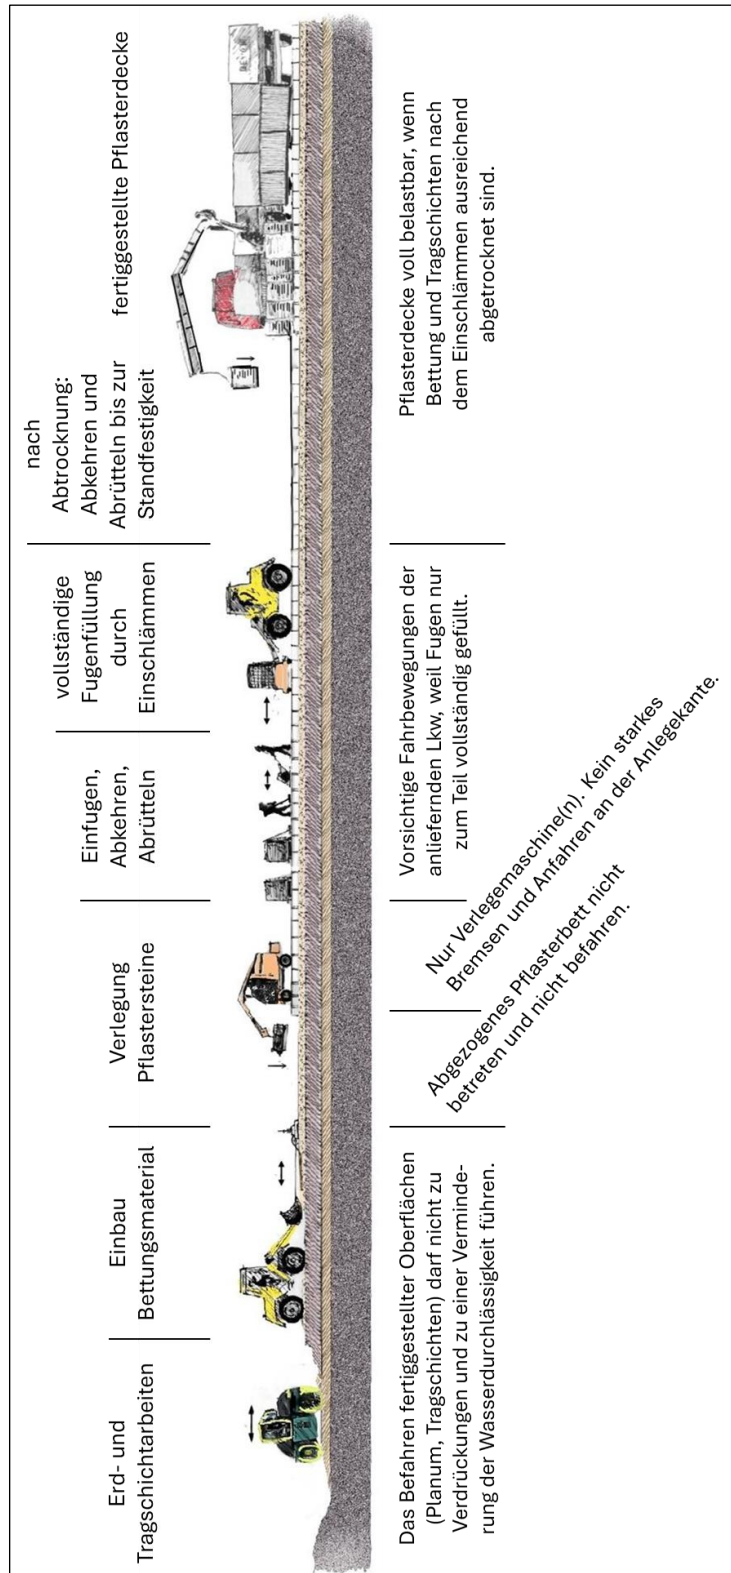 Erd- und
Tragschichtarbeiten
Einbau
Bettungsmaterial
Verlegung
Pflastersteine
Einfugen,
Abkehren,
Abrütteln
vollständige
Fugenfüllung
durch
Einschlämmen
nach
Abtrocknung:
Abkehren und
Abrütteln bis zur
Standfestigkeit
fertiggestellte Pflasterdecke
Das Befahren fertiggestellter Oberflächen
(Planum, Tragschichten) darf nicht zu
Verdrückungen und zu einer Verminde-
rung der Wasserdurchlässigkeit führen.
Abgezogenes Pflasterbett nicht
betreten und nicht befahren.
Nur Verlegemaschine(n). Kein starkes
Bremsen und Anfahren an der Anlegekante.
Vorsichtige Fahrbewegungen der
anliefernden Lkw, weil Fugen nur
zum Teil vollständig gefüllt.
Pflasterdecke voll belastbar, wenn
Bettung und Tragschichten nach
dem Einschlämmen ausreichend
abgetrocknet sind.